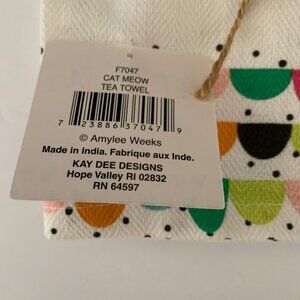 F7047
CAT MEOW
TEA TOWEL
7 23886 37047 9
© Amylee Weeks
Made in India. Fabrique aux Inde.
KAY DEE DESIGNS
Hope Valley RI 02832
RN 64597